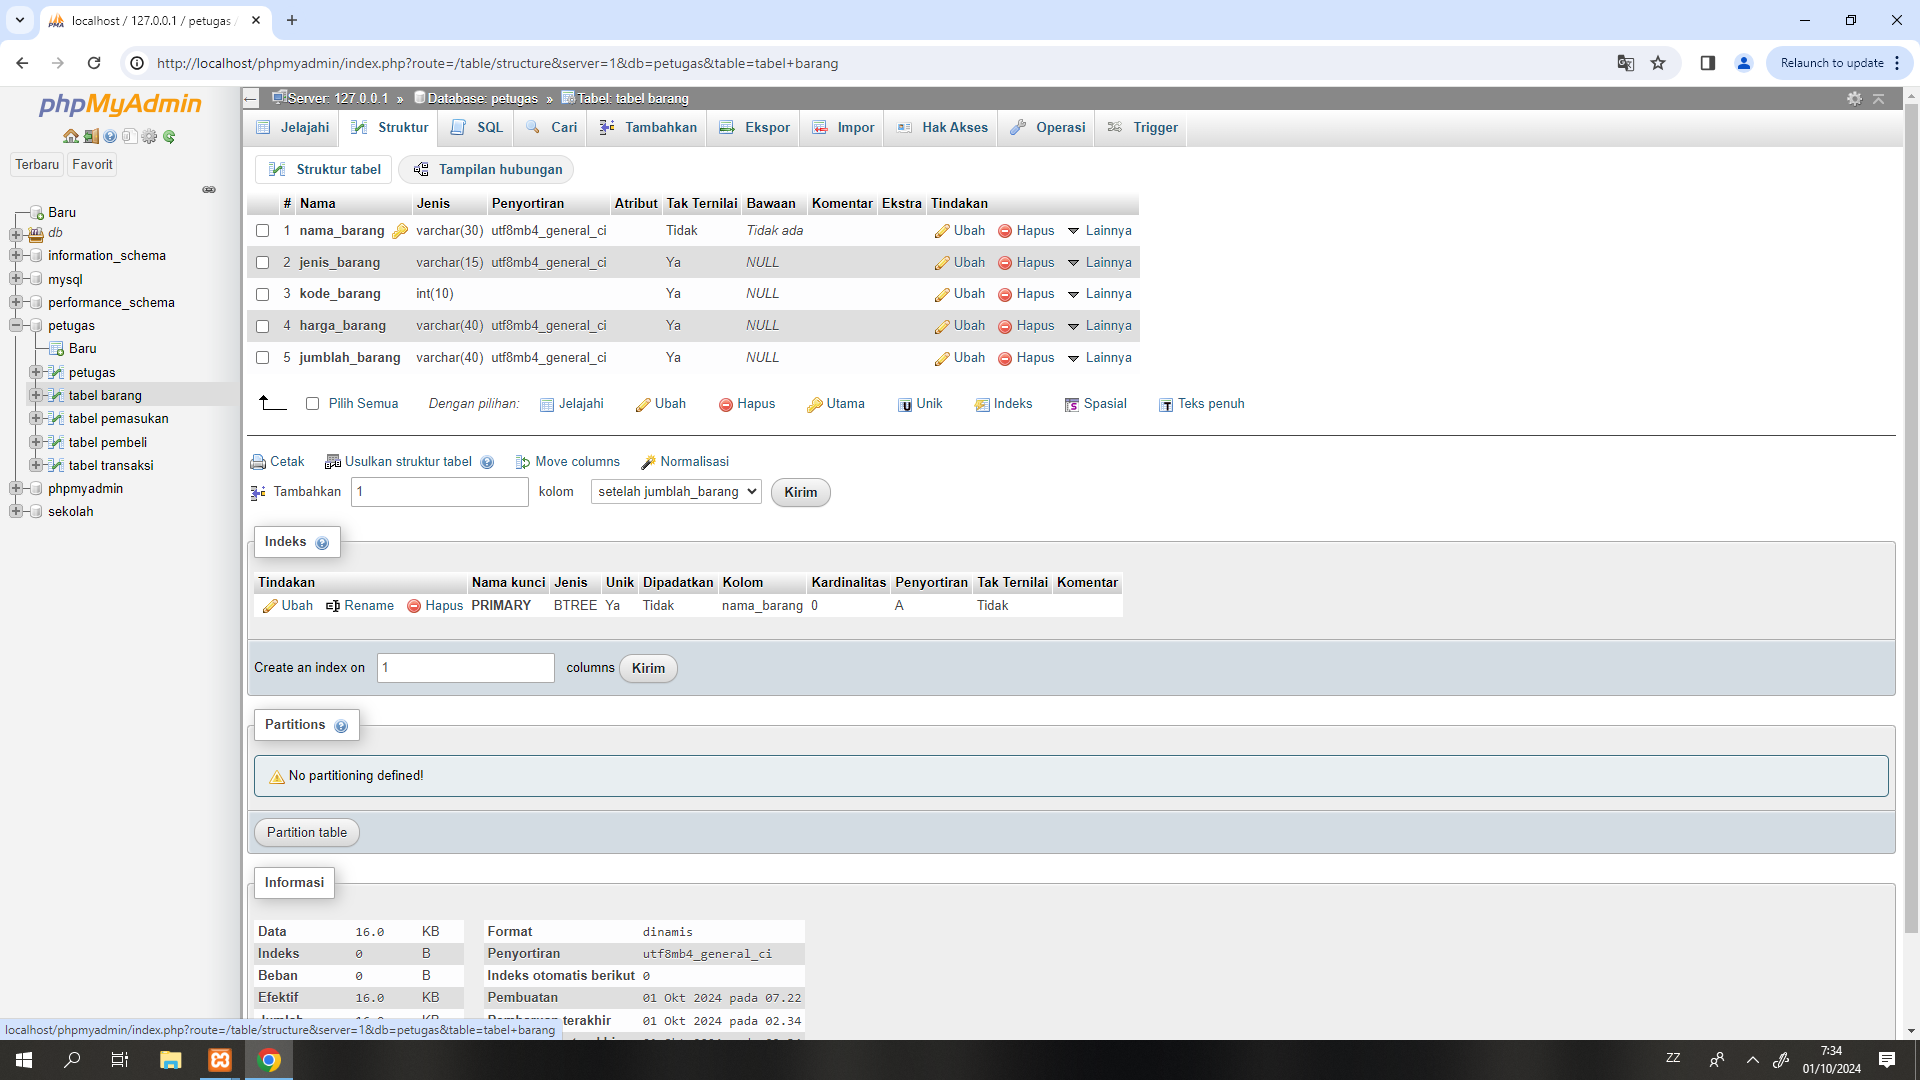 localhost / 127.0.0.1 / petugas
http://localhost/phpmyadmin/index.php?route=/table/structure&server=1&db=petugas&table=tabel+barang
Relaunch to update
phpMyAdmin
Terbaru Favorit
Baru
db
information_schema
mysql
performance_schema
petugas
Baru
petugas
tabel barang
tabel pemasukan
tabel pembeli
tabel transaksi
phpmyadmin
sekolah
Server: 127.0.0.1 » Database: petugas » Tabel: tabel barang
Jelajahi Struktur SQL Cari Tambahkan Ekspor Impor Hak Akses Operasi Trigger
Struktur tabel Tampilan hubungan
# Nama Jenis Penyortiran Atribut Tak Ternilai Bawaan Komentar Ekstra Tindakan
1 nama_barang varchar(30) utf8mb4_general_ci Tidak Tidak ada Ubah Hapus Lainnya
2 jenis_barang varchar(15) utf8mb4_general_ci Ya NULL Ubah Hapus Lainnya
3 kode_barang int(10) Ya NULL Ubah Hapus Lainnya
4 harga_barang varchar(40) utf8mb4_general_ci Ya NULL Ubah Hapus Lainnya
5 jumblah_barang varchar(40) utf8mb4_general_ci Ya NULL Ubah Hapus Lainnya
Pilih Semua Dengan pilihan: Jelajahi Ubah Hapus Utama Unik Indeks Spasial Teks penuh
Cetak Usulkan struktur tabel Move columns Normalisasi
Tambahkan 1 kolom setelah jumblah_barang Kirim
Indeks
Tindakan Nama kunci Jenis Unik Dipadatkan Kolom Kardinalitas Penyortiran Tak Ternilai Komentar
Ubah Rename Hapus PRIMARY BTREE Ya Tidak nama_barang 0 A Tidak
Create an index on 1 columns Kirim
Partitions
No partitioning defined!
Partition table
Informasi
Data 16.0 KB Format dinamis
Indeks 0 B Penyortiran utf8mb4_general_ci
Beban 0 B Indeks otomatis berikut 0
Efektif 16.0 KB Pembuatan 01 Okt 2024 pada 07.22
terakhir 01 Okt 2024 pada 02.34
localhost/phpmyadmin/index.php?route=/table/structure&server=1&db=petugas&table=tabel+barang
7:34
01/10/2024